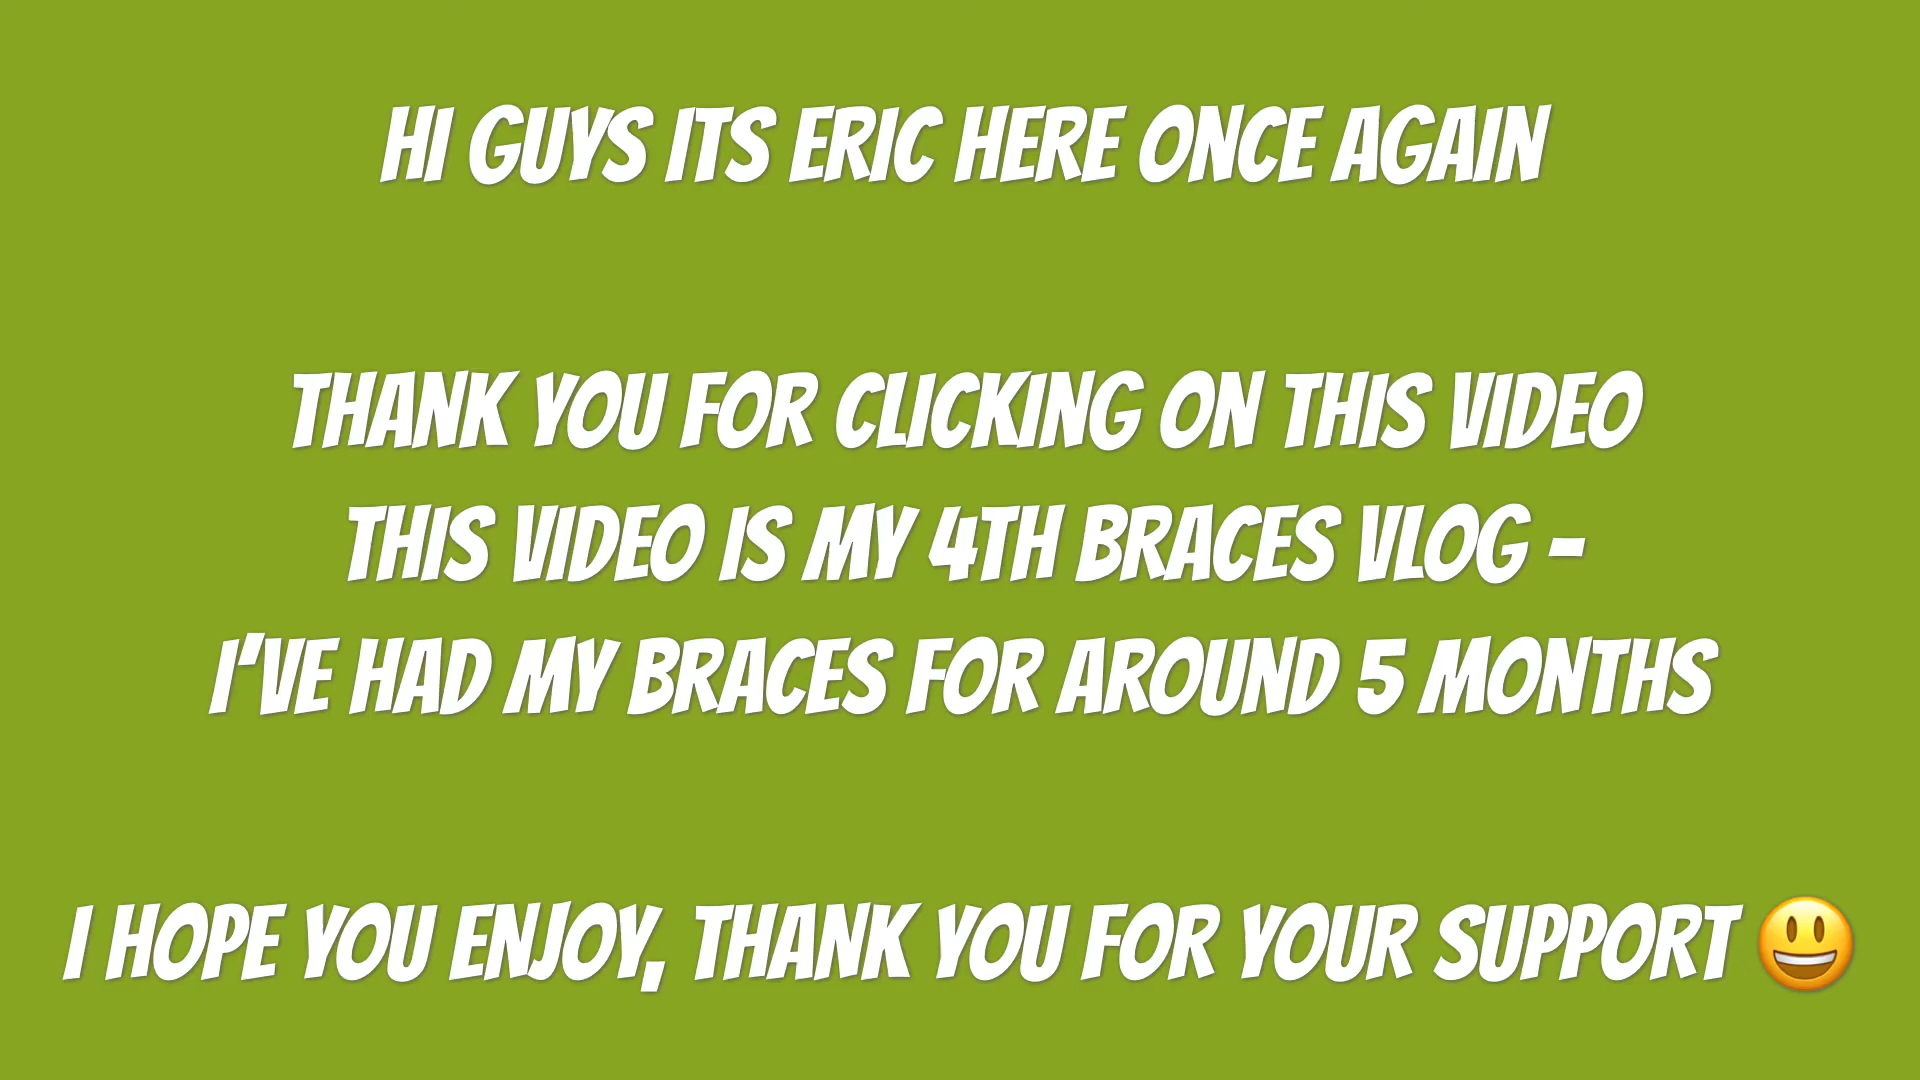 HI GUYS ITS ERIC HERE ONCE AGAIN
THANK YOU FOR CLICKING ON THIS VIDEO
THIS VIDEO IS MY 4TH BRACES VLOG -
I'VE HAD MY BRACES FOR AROUND 5 MONTHS
I HOPE YOU ENJOY, THANK YOU FOR YOUR SUPPORT 😃